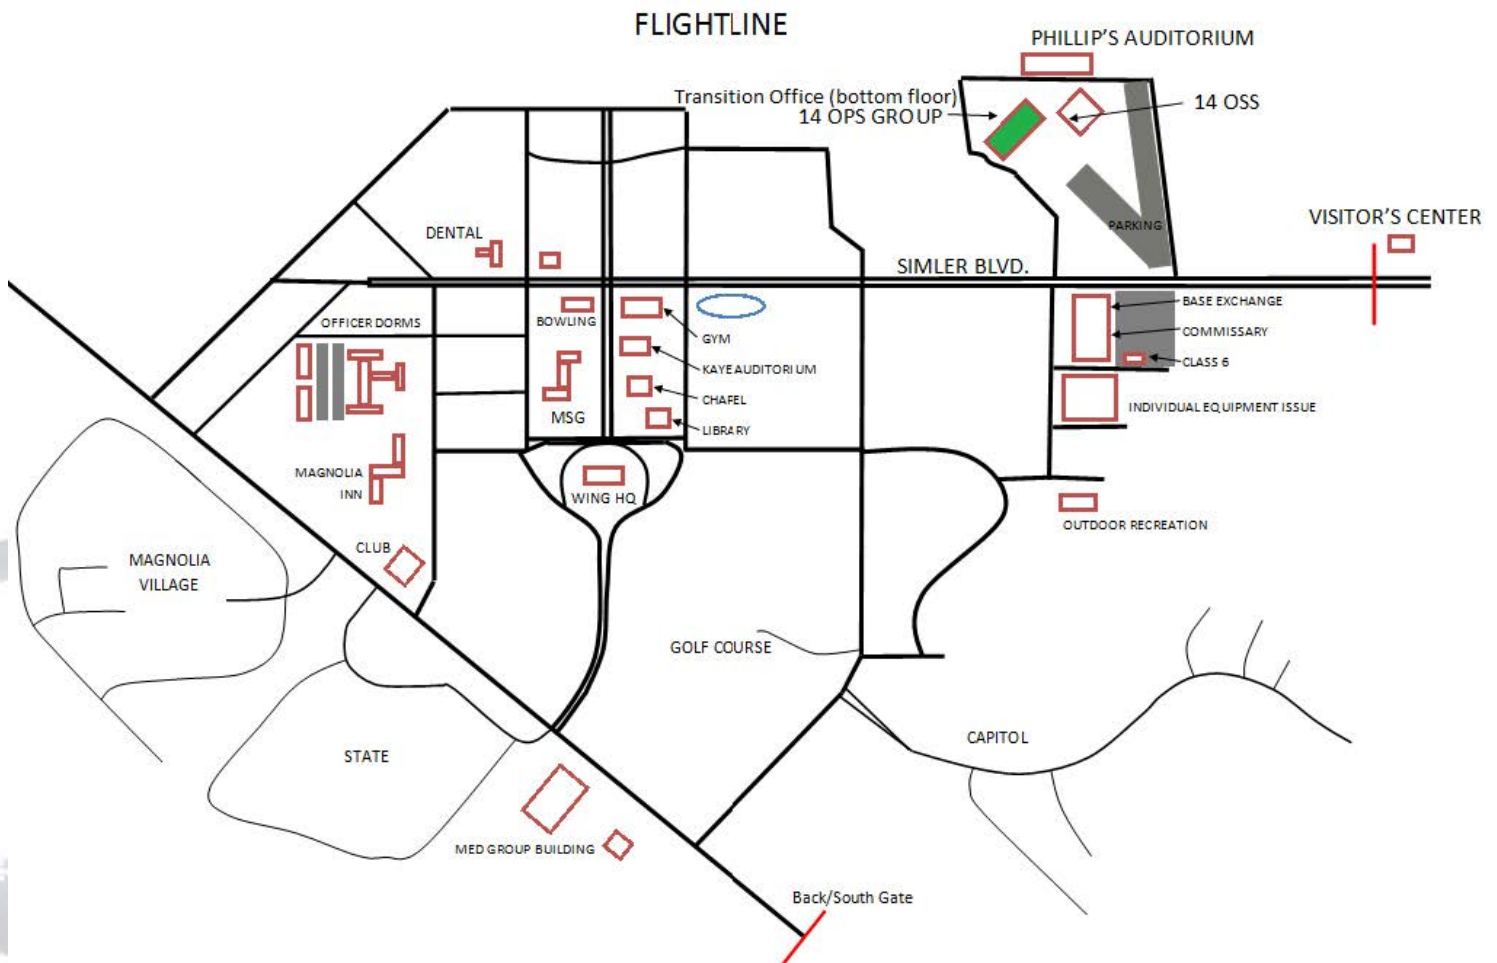 FLIGHTLINE
PHILLIP'S AUDITORIUM
Transition Office (bottom floor)
14 OPS GROUP
14 OSS
PARKING
VISITOR'S CENTER
DENTAL
SIMLER BLVD.
OFFICER DORMS
BOWLING
GYM
KAYE AUDITORIUM
CHAFEL
LIBRARY
MSG
BASE EXCHANGE
COMMISSARY
CLASS 6
INDIVIDUAL EQUIPMENT ISSUE
MAGNOLIA
INN
WING HQ
OUTDOOR RECREATION
CLUB
MAGNOLIA
VILLAGE
GOLF COURSE
STATE
CAPITOL
MED GROUP BUILDING
Back/South Gate